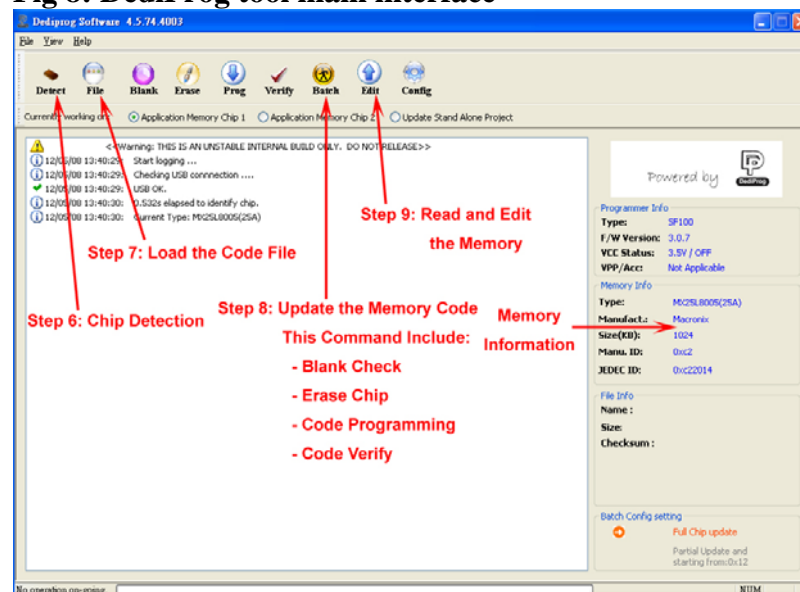 Fig 8. DediProg tool main interface
Dediprog Software 4.5.74.4003
File View Help
Detect File Blank Erase Prog Verify Batch Edit Config
Currently working on: Application Memory Chip 1 Application Memory Chip 2 Update Stand Alone Project
<<Warning: THIS IS AN UNSTABLE INTERNAL BUILD ONLY. DO NOT RELEASE>>
12/05/08 13:40:29: Start logging ...
12/05/08 13:40:29: Checking USB connnection ....
12/05/08 13:40:29: USB OK.
12/05/08 13:40:30: 0.532s elapsed to identify chip.
12/05/08 13:40:30: Current Type: MX25L8005(25A)
Step 9: Read and Edit
the Memory
Step 7: Load the Code File
Step 6: Chip Detection
Step 8: Update the Memory Code
This Command Include:
- Blank Check
- Erase Chip
- Code Programming
- Code Verify
Memory
Information
Powered by DediProg
Programmer Info
Type: SF100
F/W Version: 3.0.7
VCC Status: 3.5V / OFF
VPP/Acc: Not Applicable
Memory Info
Type: MX25L8005(25A)
Manufact.: Macronix
Size(KB): 1024
Manu. ID: 0xc2
JEDEC ID: 0xc22014
File Info
Name :
Size:
Checksum :
Batch Config setting
Full Chip update
Partial Update and
starting from:0x12
No operation on-going.
NUM